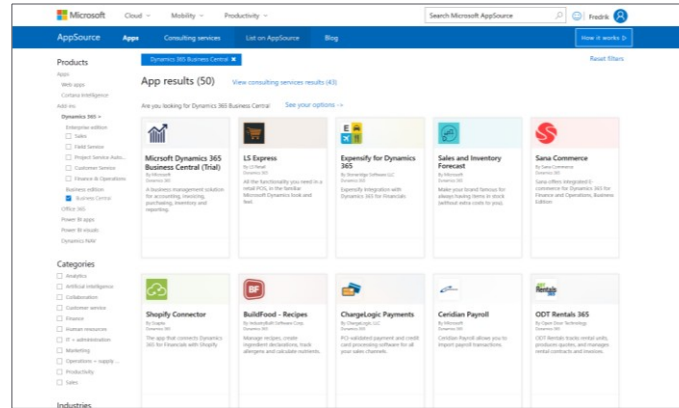 Microsoft
Cloud
Mobility
Productivity
Search Microsoft AppSource
Fredrik
AppSource
Apps
Consulting services
List on AppSource
Blog
How it works
Products
Dynamics 365 Business Central ×
Reset filters
App results (50)
View consulting services results (43)
Are you looking for Dynamics 365 Business Central
See your options ->
Apps
Web apps
Cortana Intelligence
Add-ins
Dynamics 365
Enterprise edition
Sales
Field Service
Project Service Auto...
Customer Service
Finance & Operations
Business edition
Business Central
Office 365
Power BI apps
Power BI visuals
Dynamics NAV
Categories
Analytics
Artificial intelligence
Collaboration
Customer service
Finance
Human resources
IT + administration
Marketing
Operations + supply ...
Productivity
Sales
Industries
Micrsoft Dynamics 365
Business Central (Trial)
By Microsoft
Dynamics 365
A business management solution
for accounting, invoicing,
purchasing, inventory and
reporting.
LS Express
By LS Retail
Dynamics 365
All the functionality you need in a
retail POS, in the familiar
Microsoft Dynamics look and
feel.
Expensify for Dynamics
365
Dynamics 365
Expensify Integration with
Dynamics 365 for Financials
Sales and Inventory
Forecast
By Microsoft
Dynamics 365
Make your brand famous for
always having items in stock
(without extra costs to you).
Sana Commerce
By Sana Commerce
Dynamics 365
Sana offers integrated E-
commerce for Dynamics 365 for
Finance and Operations, Business
Edition
Shopify Connector
Dynamics 365
The app that connects Dynamics
365 for Financials with Shopify
BF
BuildFood - Recipes
By IndustryBuilt Software Corp.
Dynamics 365
Manage recipes, create
ingredient declarations, track
allergens and calculate nutrients.
ChargeLogic Payments
By ChargeLogic, LLC
Dynamics 365
PCI validated payment and credit
card processing software for all
your sales channels.
Ceridian Payroll
By Microsoft
Dynamics 365
Ceridian Payroll allows you to
import payroll transactions.
ODT
Rentals
365
ODT Rentals 365
By Open Door Technology
Dynamics 365
ODT Rentals tracks rental units,
produces quotes, and manages
rental contracts and invoices.